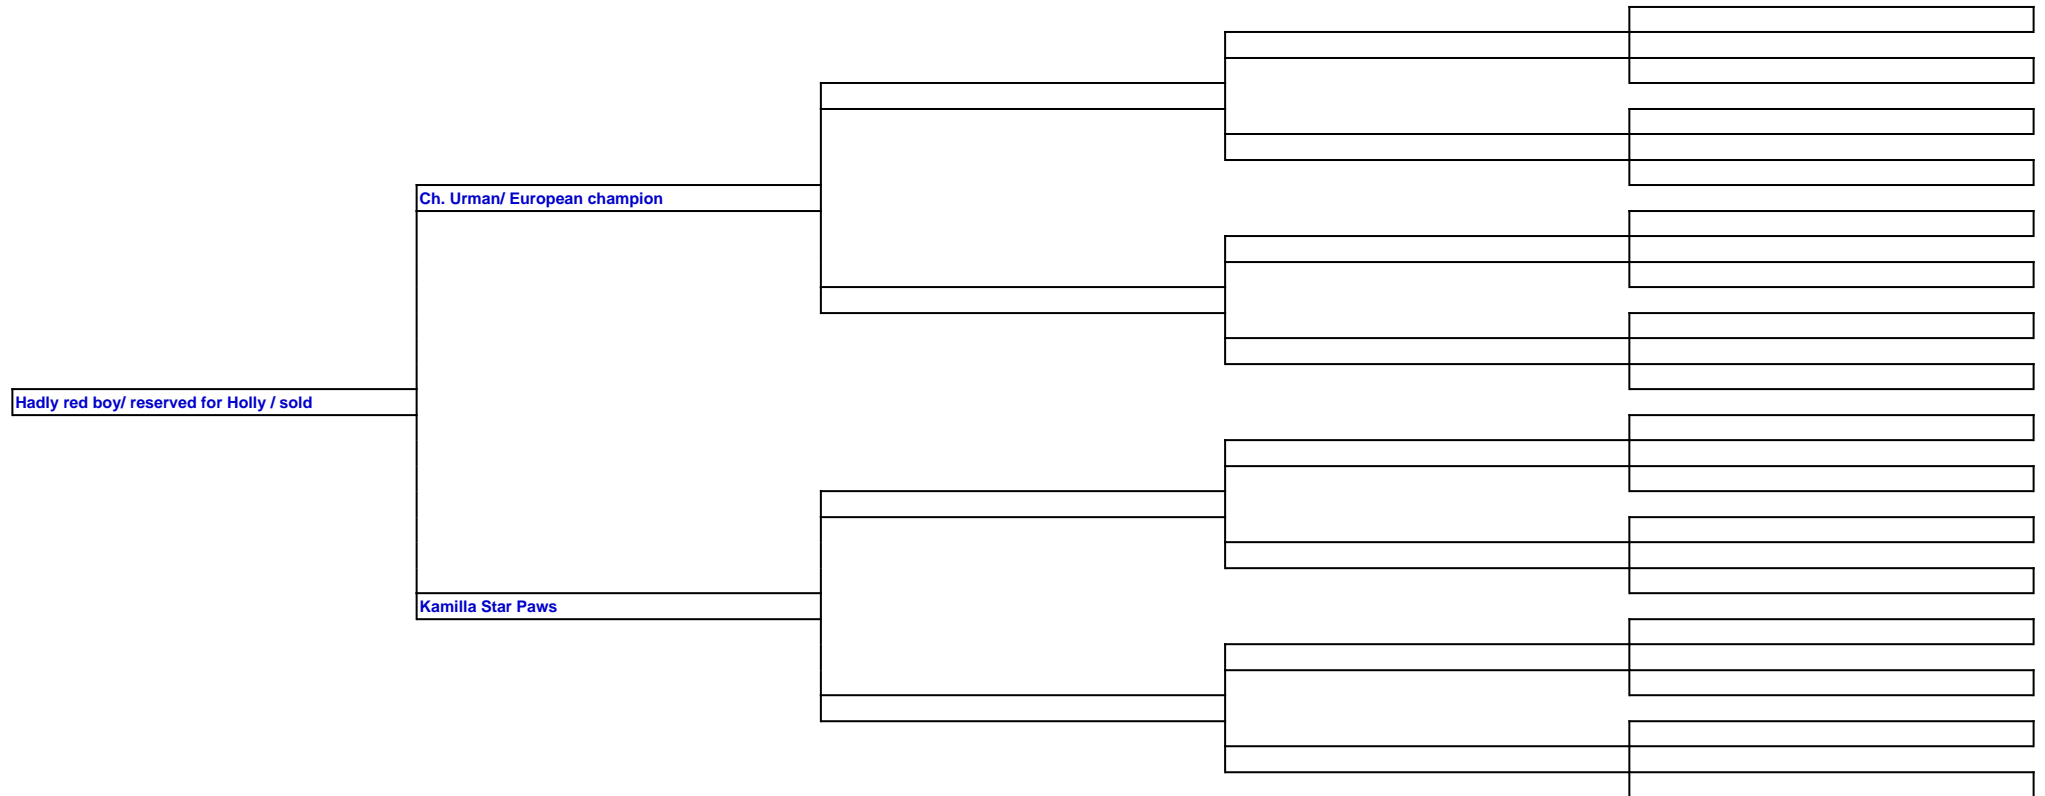 Ch. Urman/ European champion
Hadly red boy/ reserved for Holly / sold
Kamilla Star Paws